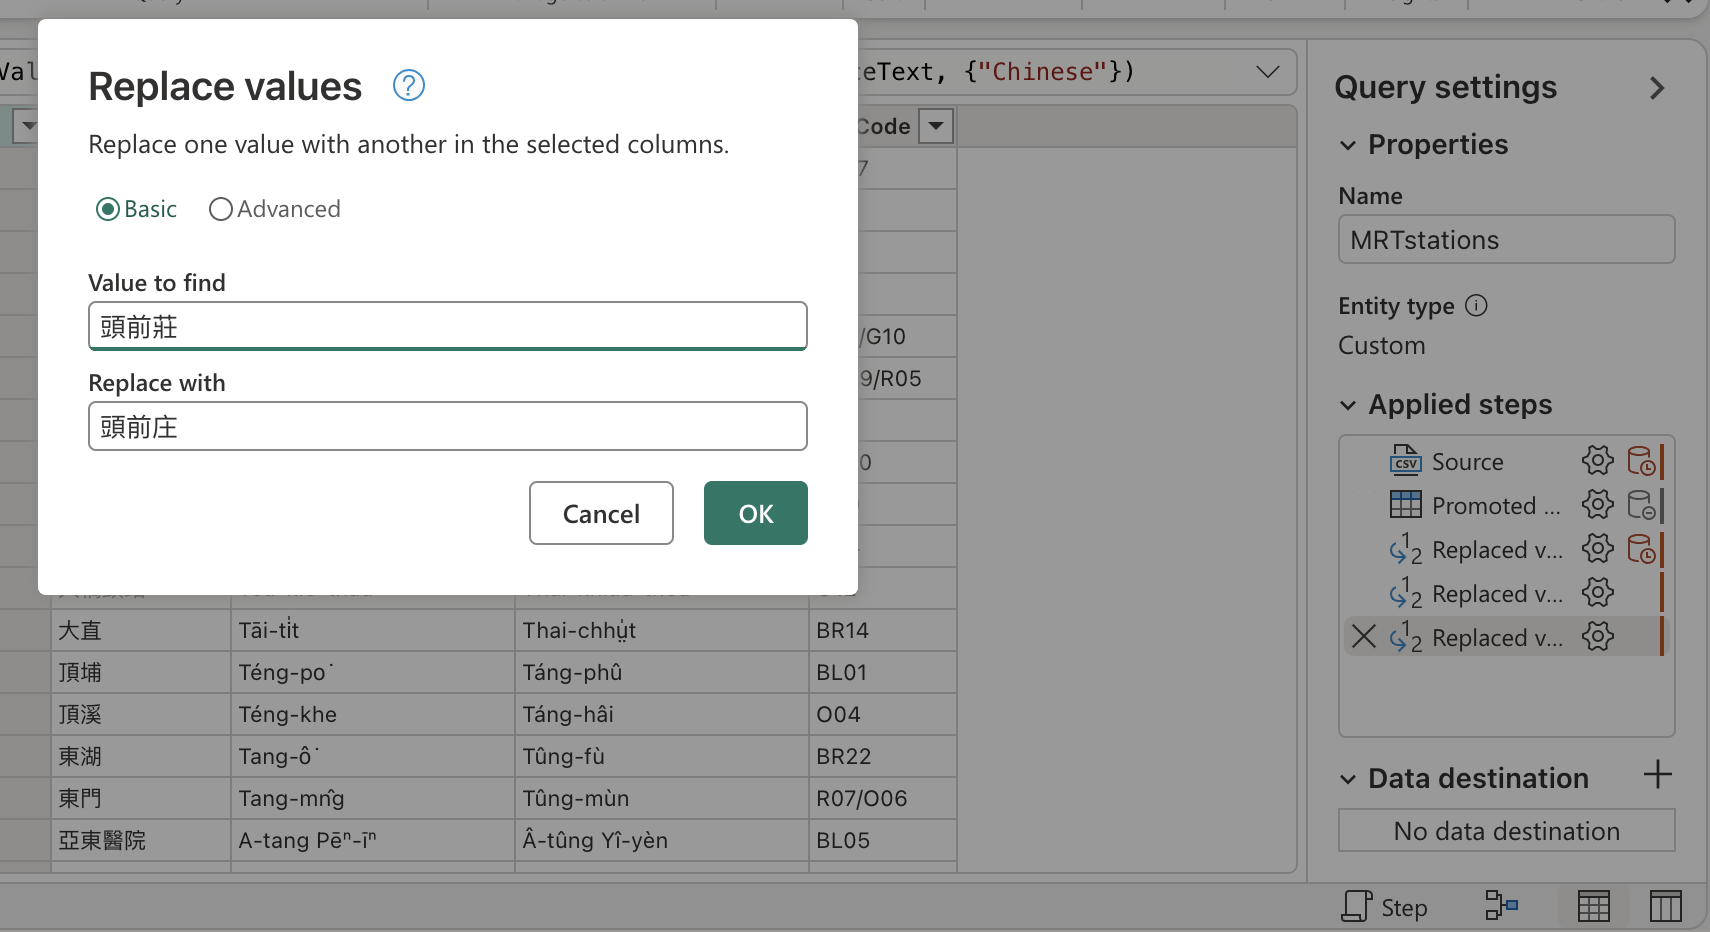 Replace values
Replace one value with another in the selected columns.
Basic
Advanced
Value to find
頭前莊
Replace with
頭前庄
Cancel
OK
Text, {"Chinese"})
Code
7
/G10
9/R05
0
大直 Tāi-ti̍t Thai-chhṳ̍t BR14
頂埔 Téng-po͘ Táng-phû BL01
頂溪 Téng-khe Táng-hâi O04
東湖 Tang-ô͘ Tûng-fù BR22
東門 Tang-mn̂g Tûng-mùn R07/O06
亞東醫院 A-tang Pēⁿ-īⁿ Â-tûng Yî-yèn BL05
Query settings
Properties
Name
MRTstations
Entity type
Custom
Applied steps
CSV Source
Promoted ...
Replaced v...
Replaced v...
Replaced v...
Data destination
No data destination
Step